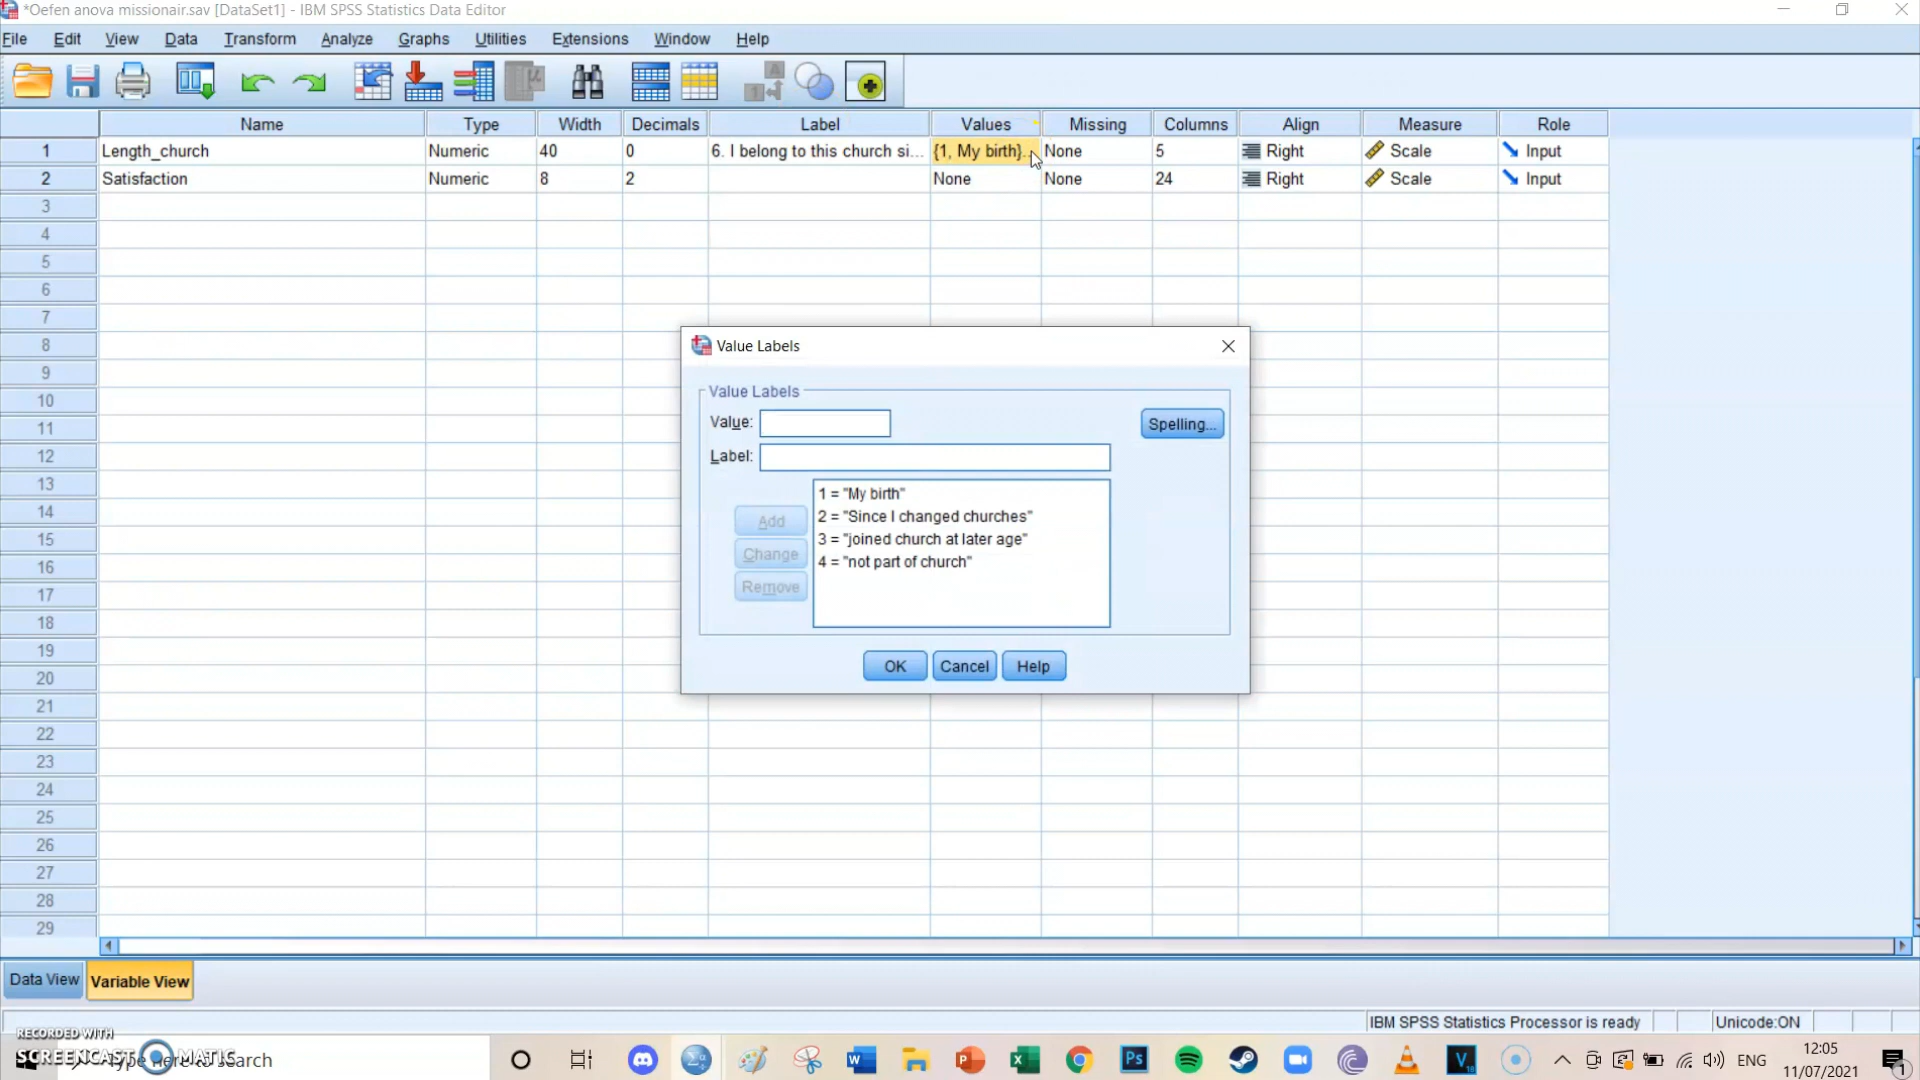 *Oefen anova missionair.sav [DataSet1] - IBM SPSS Statistics Data Editor
File Edit View Data Transform Analyze Graphs Utilities Extensions Window Help
Name Type Width Decimals Label Values Missing Columns Align Measure Role
1 Length_church Numeric 40 0 6. I belong to this church si... {1, My birth}... None 5 Right Scale Input
2 Satisfaction Numeric 8 2 None None 24 Right Scale Input
3
4
5
6
7
8
9
10
11
12
13
14
15
16
17
18
19
20
21
22
23
24
25
26
27
28
29
Value Labels
Value Labels
Value:
Spelling...
Label:
1 = "My birth"
2 = "Since I changed churches"
3 = "joined church at later age"
4 = "not part of church"
Add
Change
Remove
OK Cancel Help
Data View Variable View
IBM SPSS Statistics Processor is ready Unicode:ON
RECORDED WITH
SCREENCAST MATIC
Type here to search
W P X Ps V ENG
12:05
11/07/2021
1